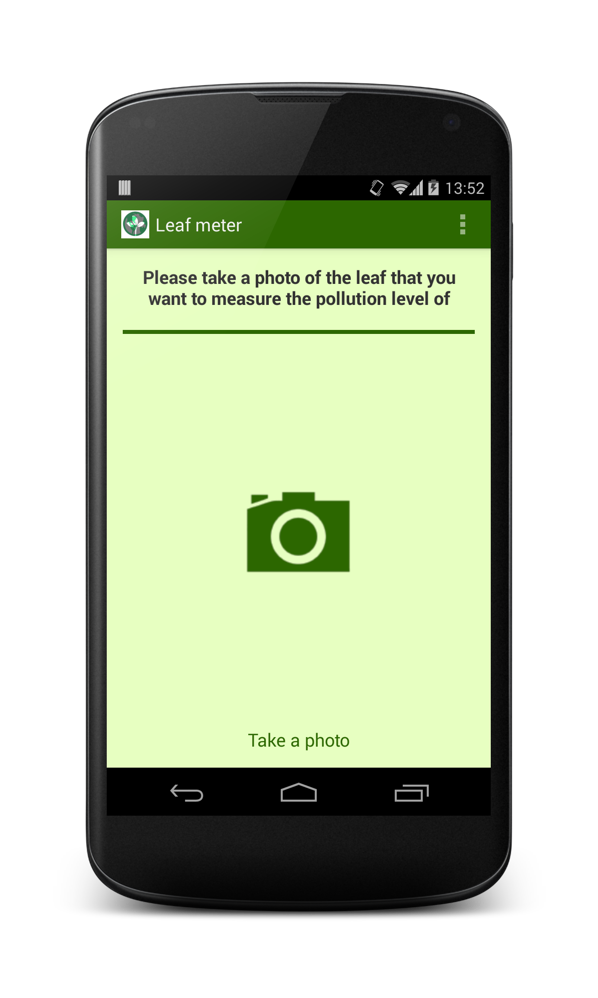 13:52
Leaf meter
Please take a photo of the leaf that you
want to measure the pollution level of
Take a photo